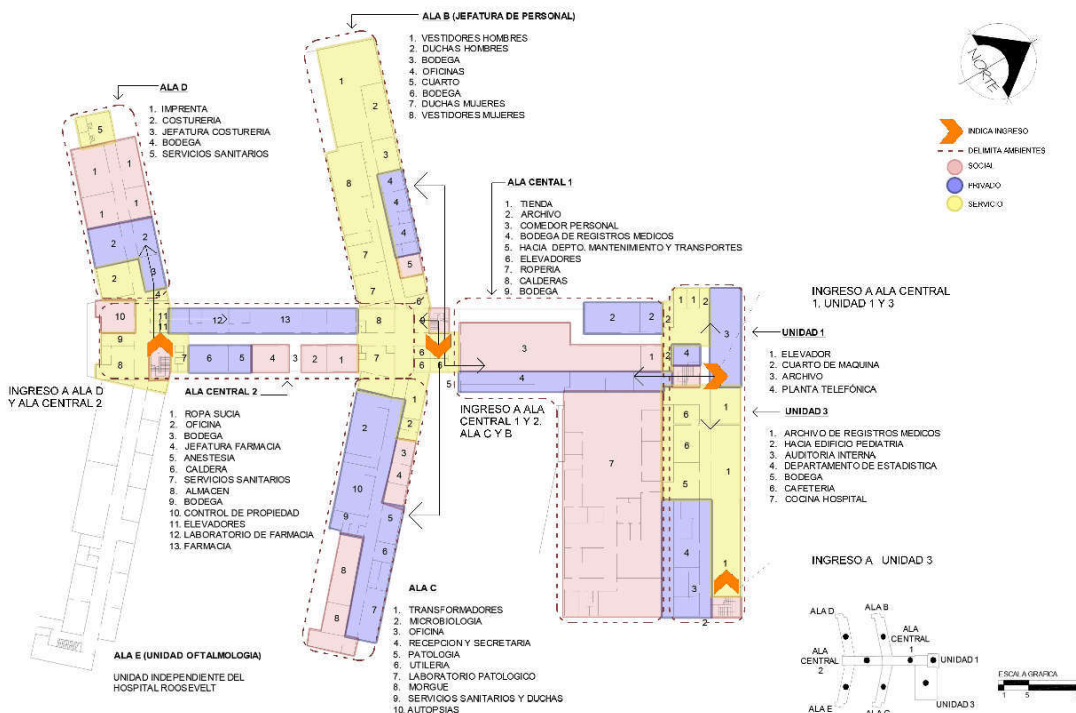 ALA B (JEFATURA DE PERSONAL)
1. VESTIDORES HOMBRES
2. DUCHAS HOMBRES
3. BODEGA
4. OFICINAS
5. CUARTO
6. BODEGA
7. DUCHAS MUJERES
8. VESTIDORES MUJERES
ALA D
1. IMPRENTA
2. COSTURERIA
3. JEFATURA COSTURERIA
4. BODEGA
5. SERVICIOS SANITARIOS
NORTE
INDICA INGRESO
DELIMITA AMBIENTES
SOCIAL
PRIVADO
SERVICIO
ALA CENTAL 1
1. TIENDA
2. ARCHIVO
3. COMEDOR PERSONAL
4. BODEGA DE REGISTROS MEDICOS
5. HACIA DEPTO. MANTENIMIENTO Y TRANSPORTES
6. ELEVADORES
7. ROPERIA
8. CALDERAS
9. BODEGA
INGRESO A ALA CENTRAL
1. UNIDAD 1 Y 3
UNIDAD 1
1. ELEVADOR
2. CUARTO DE MAQUINA
3. ARCHIVO
4. PLANTA TELEFÓNICA
INGRESO A ALA D
Y ALA CENTRAL 2
ALA CENTRAL 2
1. ROPA SUCIA
2. OFICINA
3. BODEGA
4. JEFATURA FARMACIA
5. ANESTESIA
6. CALDERA
7. SERVICIOS SANITARIOS
8. ALMACEN
9. BODEGA
10. CONTROL DE PROPIEDAD
11. ELEVADORES
12. LABORATORIO DE FARMACIA
13. FARMACIA
INGRESO A ALA
CENTRAL 1 Y 2.
ALA C Y B
UNIDAD 3
1. ARCHIVO DE REGISTROS MEDICOS
2. HACIA EDIFICIO PEDIATRIA
3. AUDITORIA INTERNA
4. DEPARTAMENTO DE ESTADISTICA
5. BODEGA
6. CAFETERIA
7. COCINA HOSPITAL
INGRESO A UNIDAD 3
ALA C
1. TRANSFORMADORES
2. MICROBIOLOGIA
3. OFICINA
4. RECEPCION Y SECRETARIA
5. PATOLOGIA
6. UTILERIA
7. LABORATORIO PATOLOGICO
8. MORGUE
9. SERVICIOS SANITARIOS Y DUCHAS
10. AUTOPSIAS
ALA E (UNIDAD OFTALMOLOGIA)
UNIDAD INDEPENDIENTE DEL
HOSPITAL ROOSEVELT
ALA D
ALA B
ALA
CENTRAL
1
ALA
CENTRAL
2
UNIDAD 1
ALA E
ALA C
UNIDAD 3
ESCALA GRAFICA
1 5